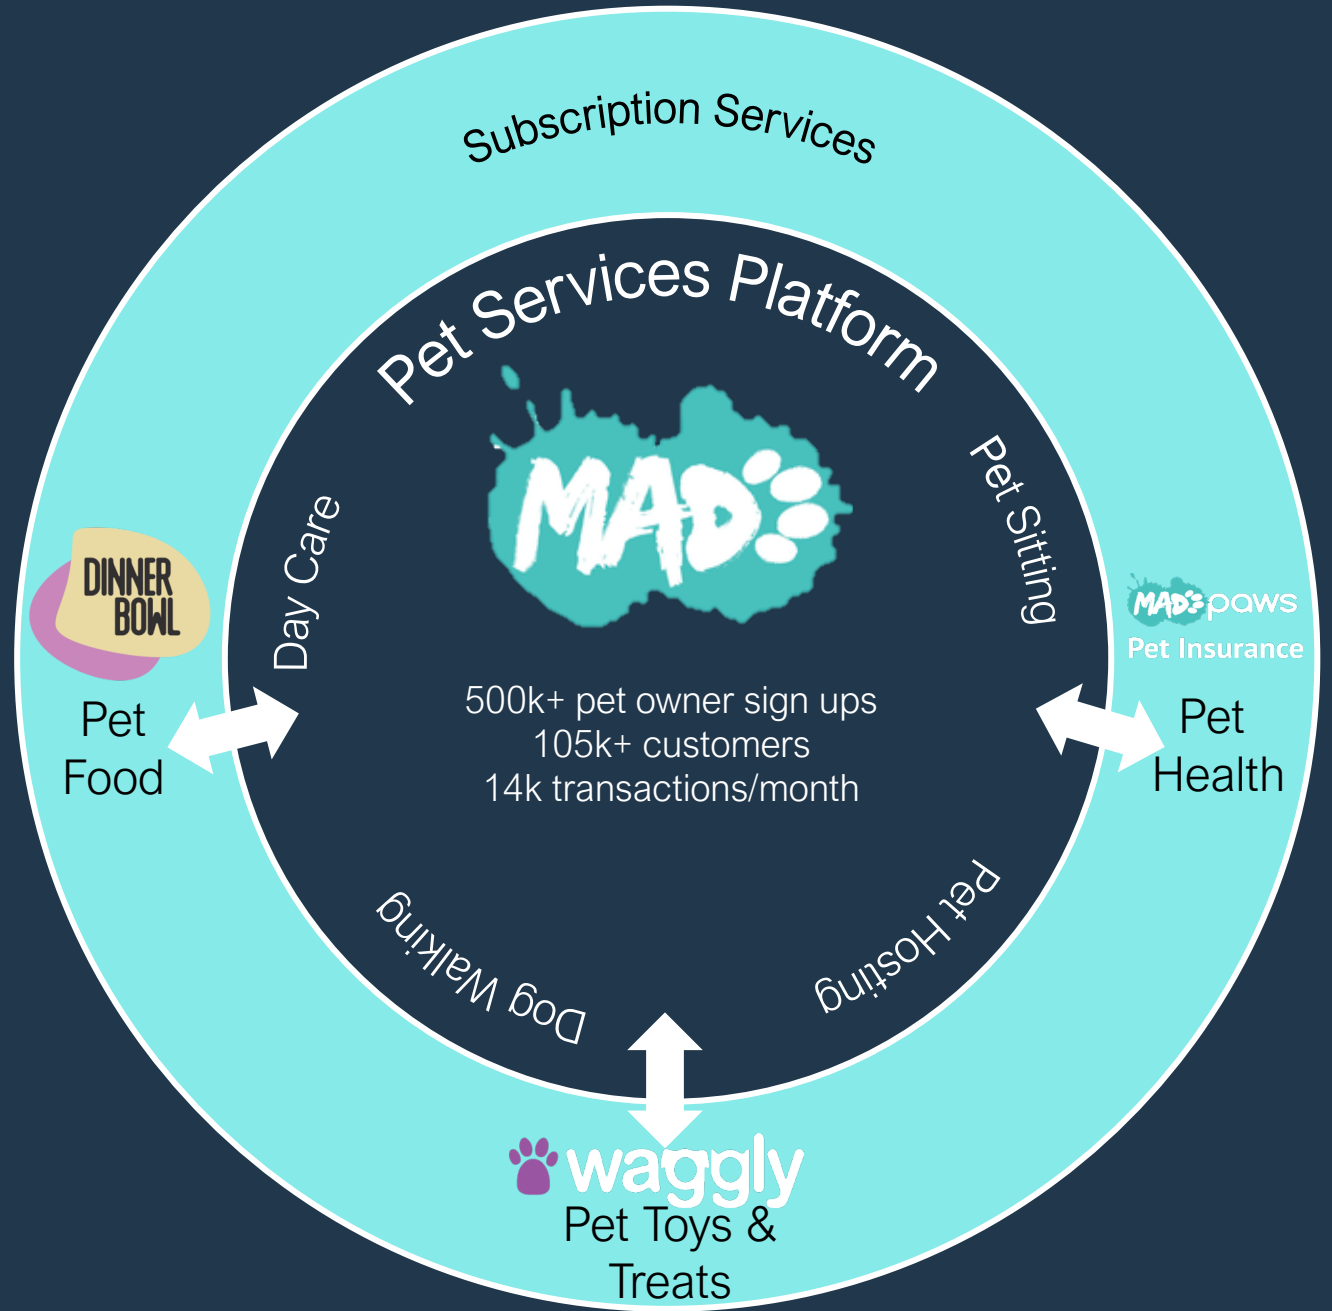 Subscription Services
Pet Services Platform
MAD
Day Care
Pet Sitting
DINNER
BOWL
Pet
Food
MAD paws
Pet Insurance
Pet
Health
500k+ pet owner sign ups
105k+ customers
14k transactions/month
Dog Walking
Pet Hosting
waggly
Pet Toys &
Treats